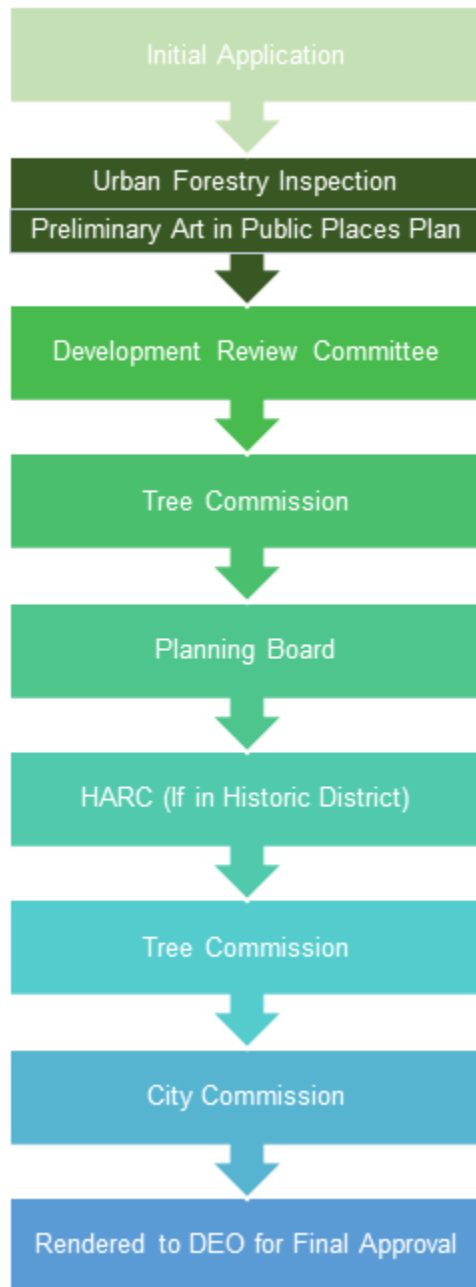 Initial Application
Urban Forestry Inspection
Preliminary Art in Public Places Plan
Development Review Committee
Tree Commission
Planning Board
HARC (If in Historic District)
Tree Commission
City Commission
Rendered to DEO for Final Approval